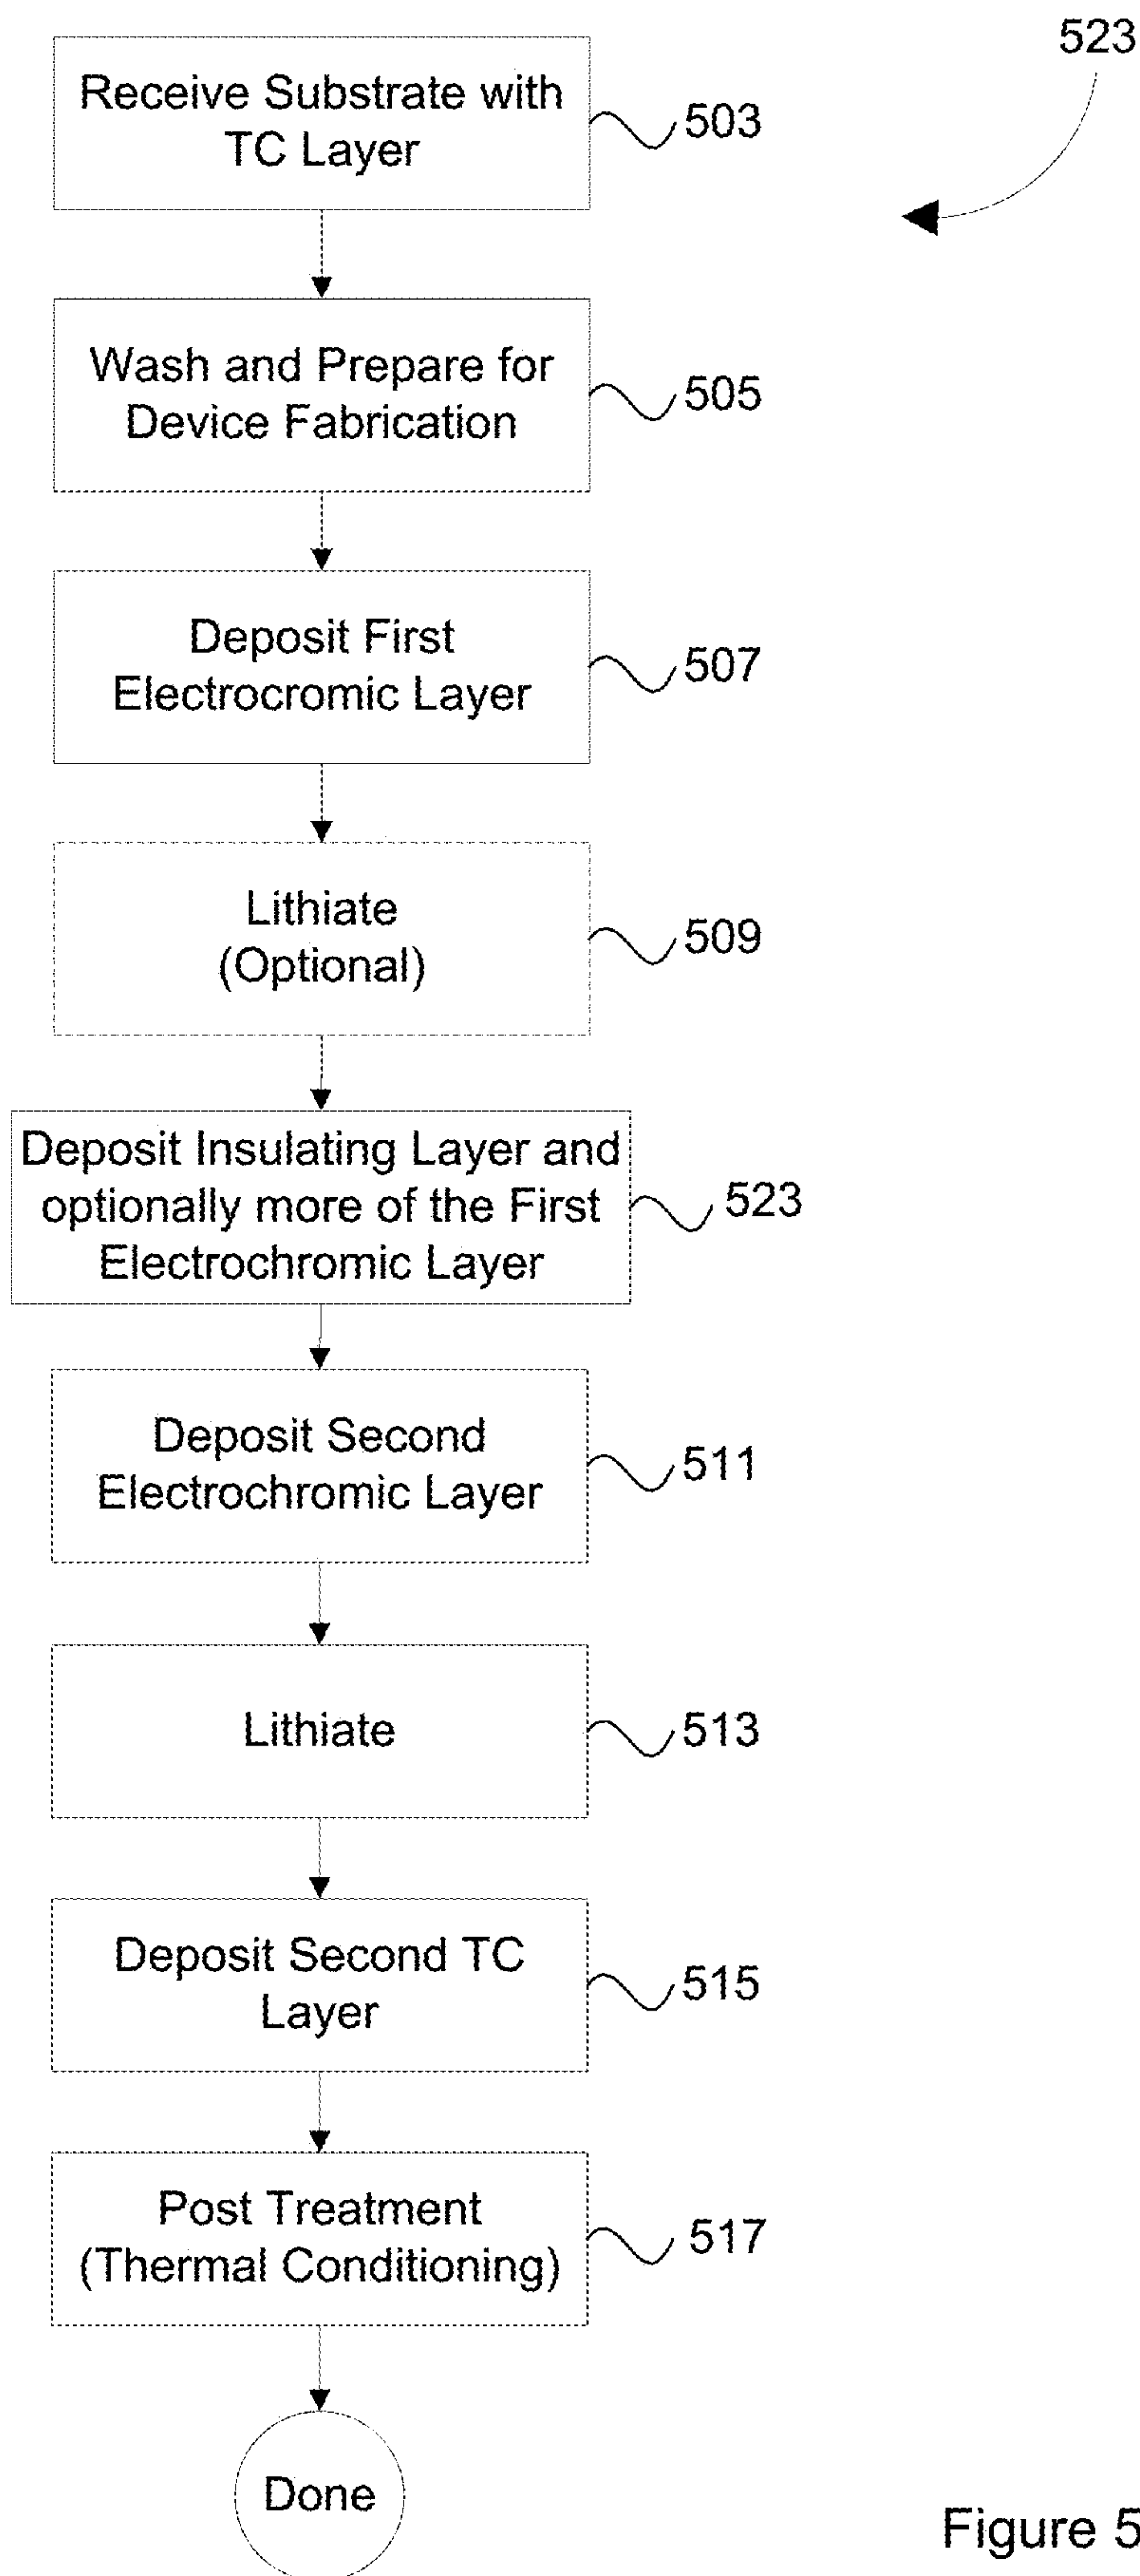 523
Receive Substrate with
TC Layer
503
Wash and Prepare for
Device Fabrication
505
Deposit First
Electrocromic Layer
507
Lithiate
(Optional)
509
Deposit Insulating Layer and
optionally more of the First
Electrochromic Layer
523
Deposit Second
Electrochromic Layer
511
Lithiate
513
Deposit Second TC
Layer
515
Post Treatment
(Thermal Conditioning)
517
Done
Figure 5